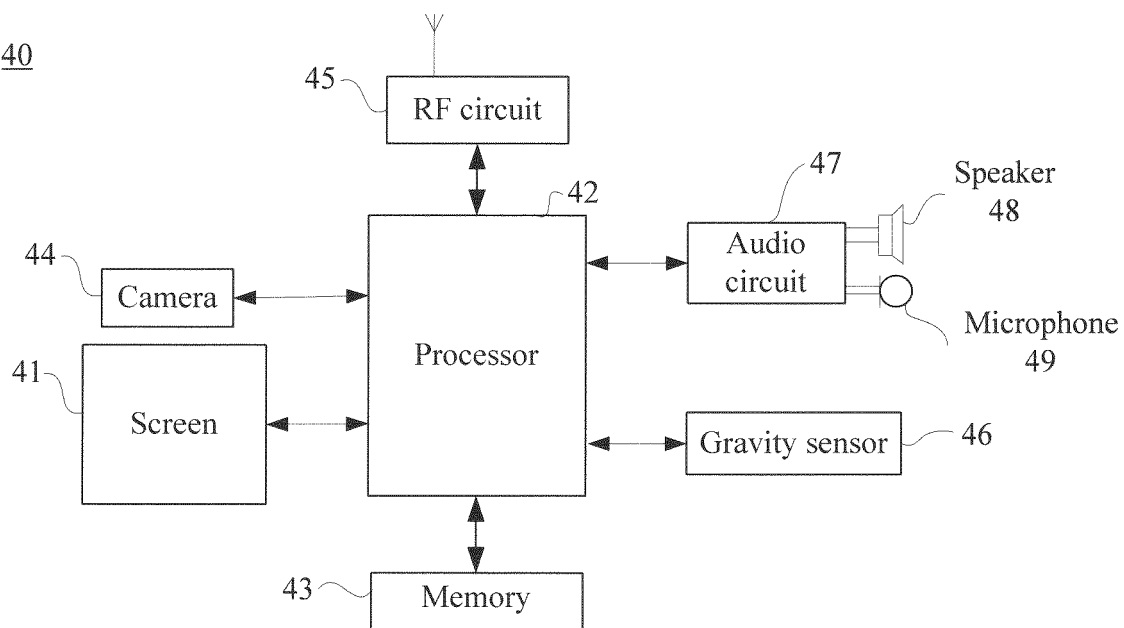 40
45
RF circuit
42
47
Speaker
48
Audio
circuit
44
Camera
Microphone
49
Processor
41
Screen
Gravity sensor
46
43
Memory